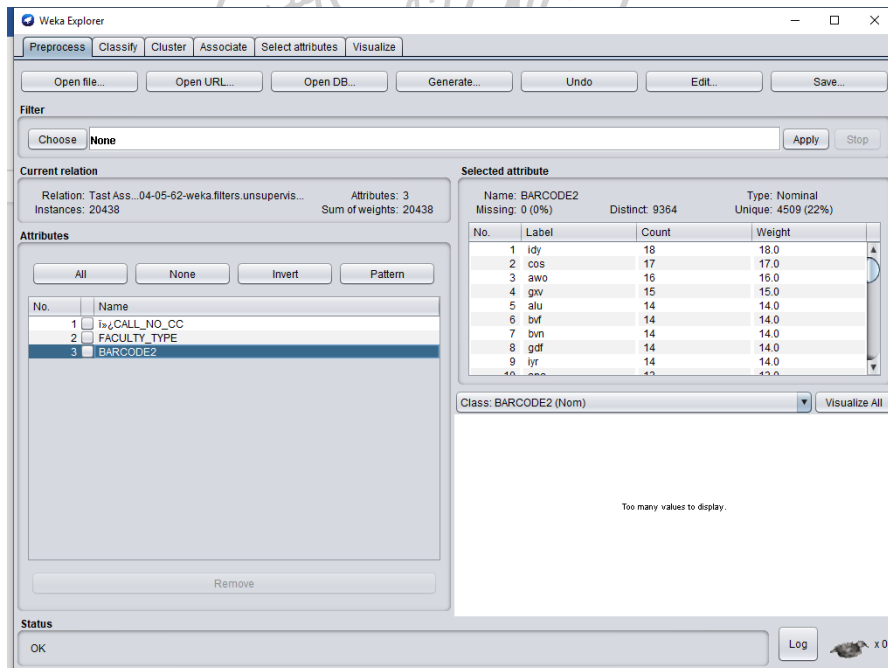 Weka Explorer
Preprocess Classify Cluster Associate Select attributes Visualize
Open file... Open URL... Open DB... Generate... Undo Edit... Save...
Filter
Choose None Apply Stop
Current relation
Relation: Tast Ass...04-05-62-weka.filters.unsupervis... Attributes: 3
Instances: 20438 Sum of weights: 20438
Attributes
All None Invert Pattern
No. Name
1 ï»¿CALL_NO_CC
2 FACULTY_TYPE
3 BARCODE2
Remove
Selected attribute
Name: BARCODE2 Type: Nominal
Missing: 0 (0%) Distinct: 9364 Unique: 4509 (22%)
No. Label Count Weight
1 idy 18 18.0
2 cos 17 17.0
3 awo 16 16.0
4 gxv 15 15.0
5 alu 14 14.0
6 bvf 14 14.0
7 bvn 14 14.0
8 gdf 14 14.0
9 iyr 14 14.0
Class: BARCODE2 (Nom) Visualize All
Too many values to display.
Status
OK Log x 0